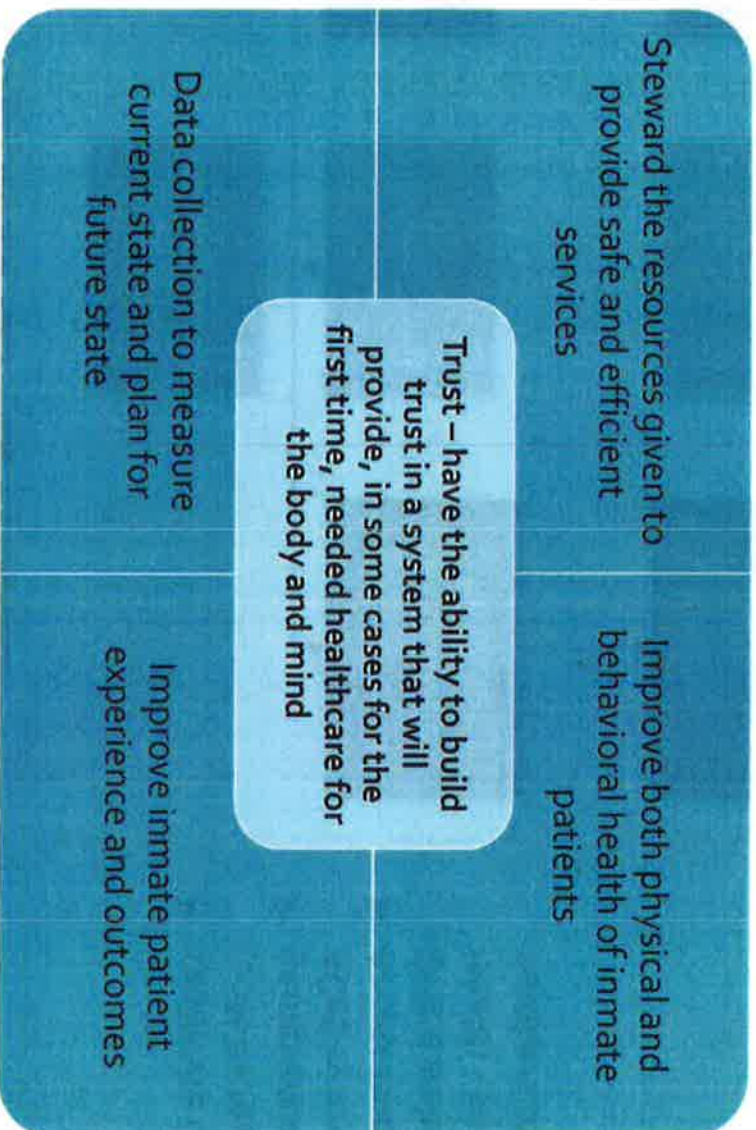 Steward the resources given to
provide safe and efficient
services
Improve both physical and
behavioral health of inmate
patients
Trust – have the ability to build
trust in a system that will
provide, in some cases for the
first time, needed healthcare for
the body and mind
Data collection to measure
current state and plan for
future state
Improve inmate patient
experience and outcomes